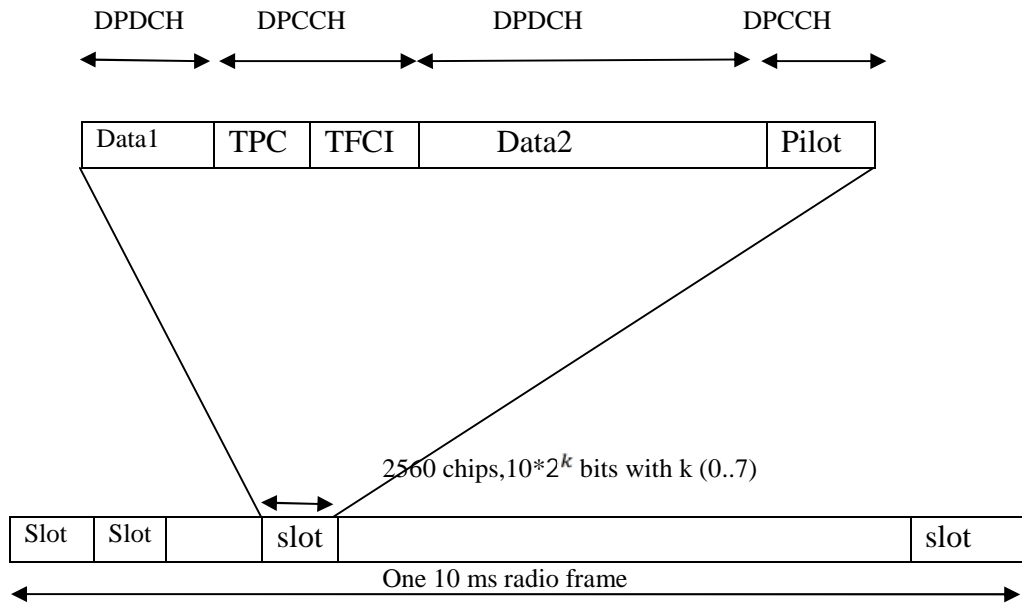 DPDCH DPCCH DPDCH DPCCH
Data1 TPC TFCI Data2 Pilot
2560 chips,10*2^k bits with k (0..7)
Slot Slot slot slot
One 10 ms radio frame